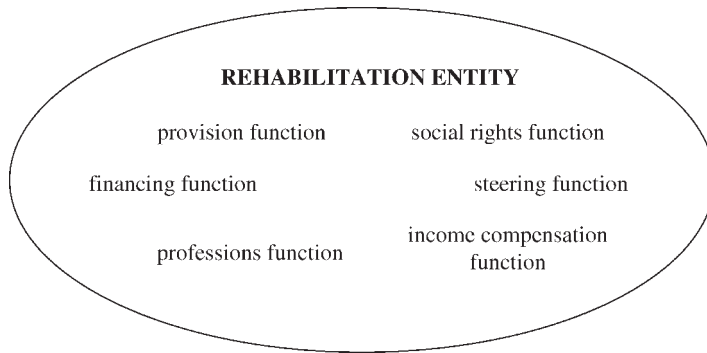 REHABILITATION ENTITY
provision function
social rights function
financing function
steering function
professions function
income compensation
function